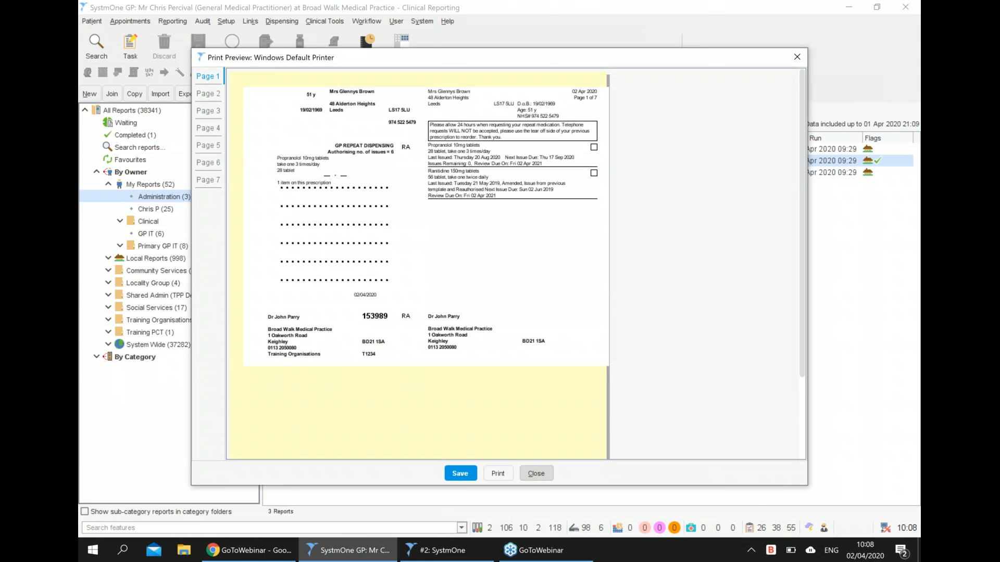 SystmOne GP: Mr Chris Percival (General Medical Practitioner) at Broad Walk Medical Practice - Clinical Reporting
Patient Appointments Reporting Audit Setup Links Dispensing Clinical Tools Workflow User System Help
Search Task Discard
New Join Copy Import
Print Preview: Windows Default Printer
Page 1
Page 2
Page 3
Page 4
Page 5
Page 6
Page 7
All Reports (38341)
Waiting
Completed (1)
Search reports...
Favourites
By Owner
My Reports (52)
Administration (3)
Chris P (25)
Clinical
GP IT (6)
Primary GP IT (8)
Local Reports (998)
Community Services (
Locality Group (4)
Shared Admin (TPP
Social Services (17)
Training Organisations
Training PCT (1)
System Wide (37282)
By Category
51 y Mrs Glennys Brown
48 Alderton Heights
19/02/1969 Leeds LS17 5LU
974 522 5479
GP REPEAT DISPENSING RA
Authorising no. of issues = 6
Propranolol 10mg tablets
take one 3 times/day
28 tablet
1 item on this prescription
02/04/2020
Dr John Parry 153989 RA
Broad Walk Medical Practice
1 Oakworth Road
Keighley BD21 1SA
0113 2050080
Training Organisations T1234
Mrs Glennys Brown 02 Apr 2020
48 Alderton Heights Page 1 of 7
Leeds LS17 5LU D.o.B.: 19/02/1969
Age: 51 y
NHS# 974 522 5479
Please allow 24 hours when requesting your repeat medication. Telephone
requests WILL NOT be accepted, please use the tear off side of your previous
prescription to reorder. Thank you.
Propranolol 10mg tablets
28 tablet, take one 3 times/day
Last Issued: Thursday 20 Aug 2020 Next Issue Due: Thu 17 Sep 2020
Issues Remaining: 0, Review Due On: Fri 02 Apr 2021
Ranitidine 150mg tablets
56 tablet, take one twice daily
Last Issued: Tuesday 21 May 2019, Amended, Issue from previous
template and Reauthorised Next Issue Due: Sun 02 Jun 2019
Review Due On: Fri 02 Apr 2021
Dr John Parry
Broad Walk Medical Practice
1 Oakworth Road
Keighley BD21 1SA
0113 2050080
Save Print Close
Data included up to 01 Apr 2020 21:09
Run Flags
Apr 2020 09:29
Apr 2020 09:29
Apr 2020 09:29
Show sub-category reports in category folders
3 Reports
Search features
2 106 10 2 118 98 6 0 0 0 0 0 0 0 26 38 55 10:08
GoToWebinar - Goo... SystmOne GP: Mr C... #2: SystmOne GoToWebinar
B ENG 10:08
02/04/2020
2